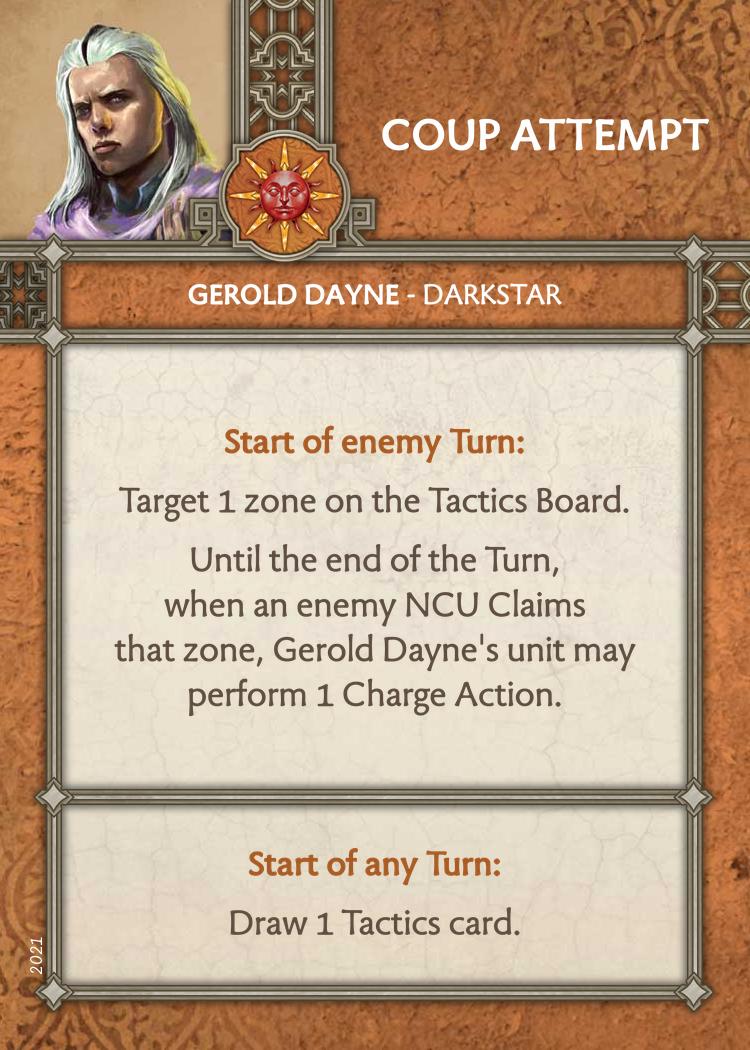 COUP ATTEMPT
GEROLD DAYNE - DARKSTAR
Start of enemy Turn:
Target 1 zone on the Tactics Board.
Until the end of the Turn,
when an enemy NCU Claims
that zone, Gerold Dayne's unit may
perform 1 Charge Action.
Start of any Turn:
Draw 1 Tactics card.
2021